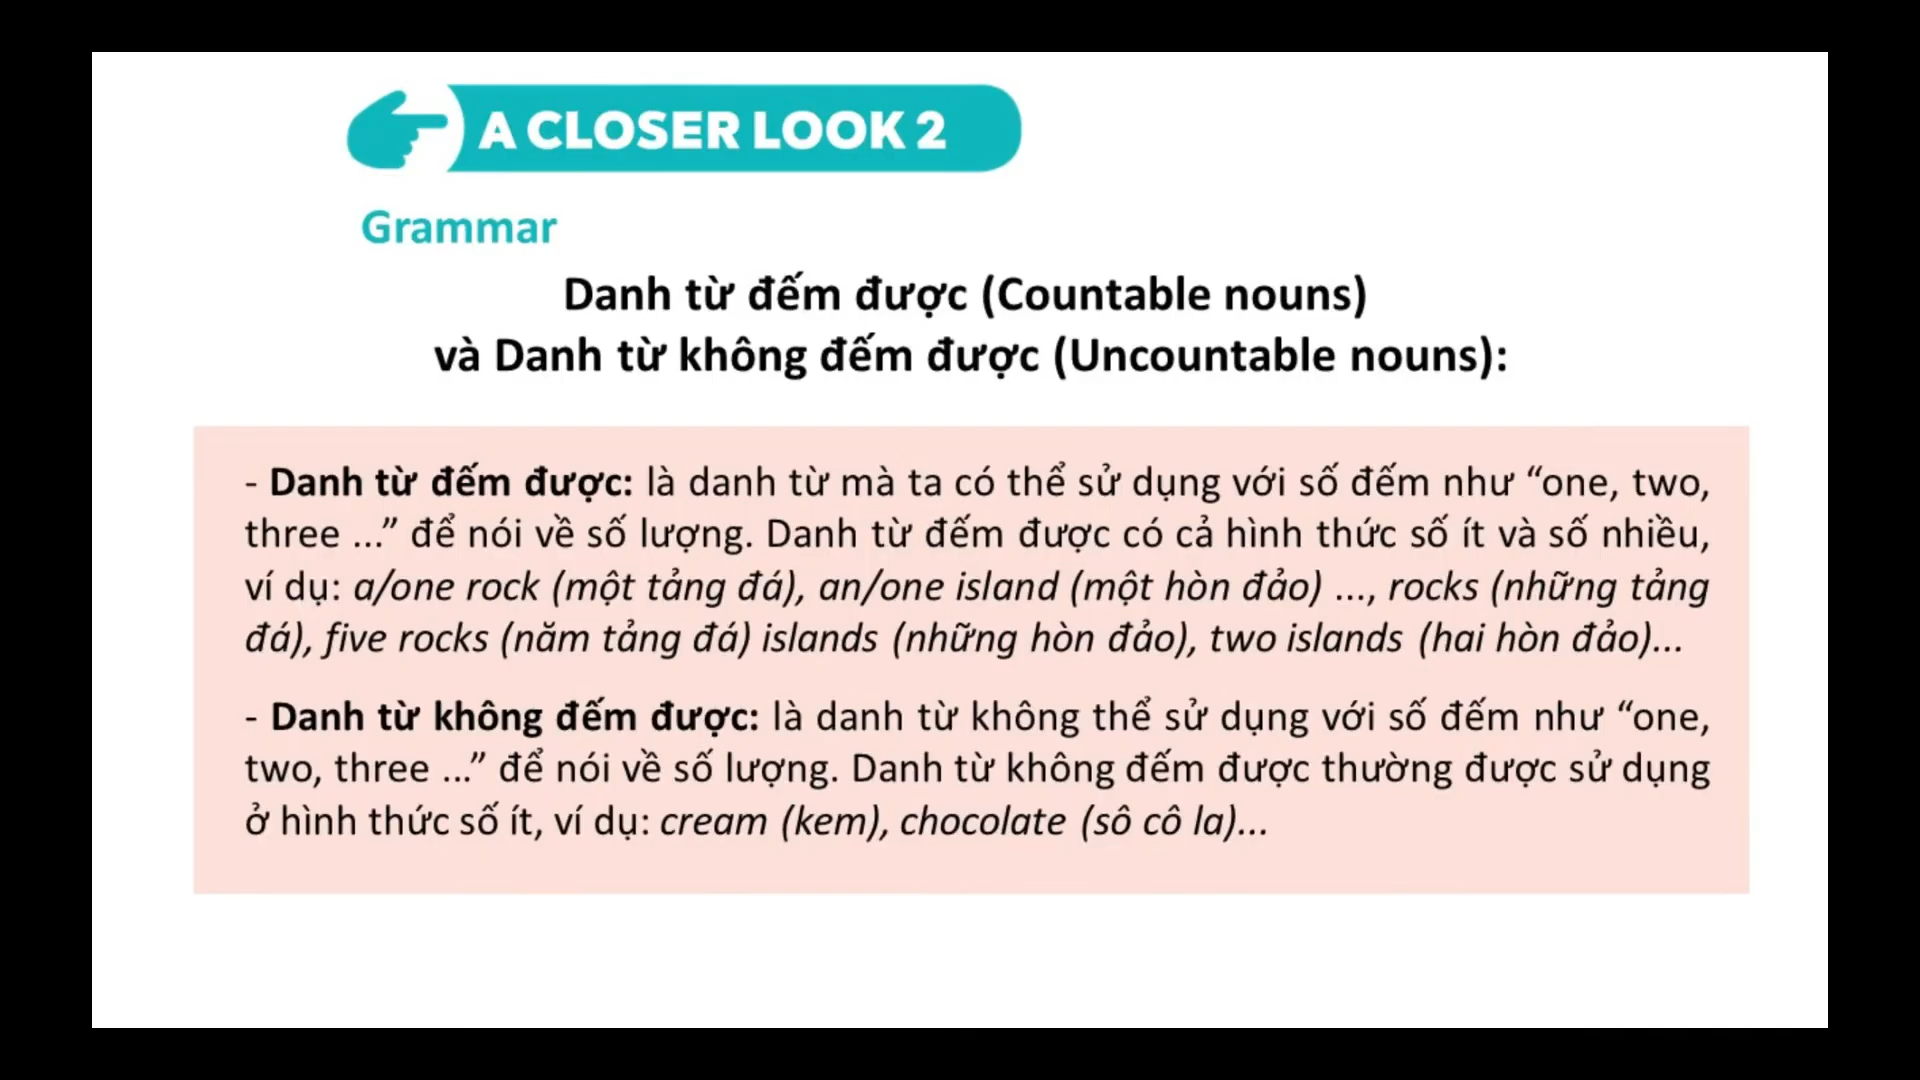 A CLOSER LOOK 2
Grammar
Danh từ đếm được (Countable nouns)
và Danh từ không đếm được (Uncountable nouns):
- Danh từ đếm được: là danh từ mà ta có thể sử dụng với số đếm như “one, two,
three ...” để nói về số lượng. Danh từ đếm được có cả hình thức số ít và số nhiều,
ví dụ: a/one rock (một tảng đá), an/one island (một hòn đảo) ..., rocks (những tảng
đá), five rocks (năm tảng đá) islands (những hòn đảo), two islands (hai hòn đảo)...
- Danh từ không đếm được: là danh từ không thể sử dụng với số đếm như “one,
two, three ...” để nói về số lượng. Danh từ không đếm được thường được sử dụng
ở hình thức số ít, ví dụ: cream (kem), chocolate (sô cô la)...